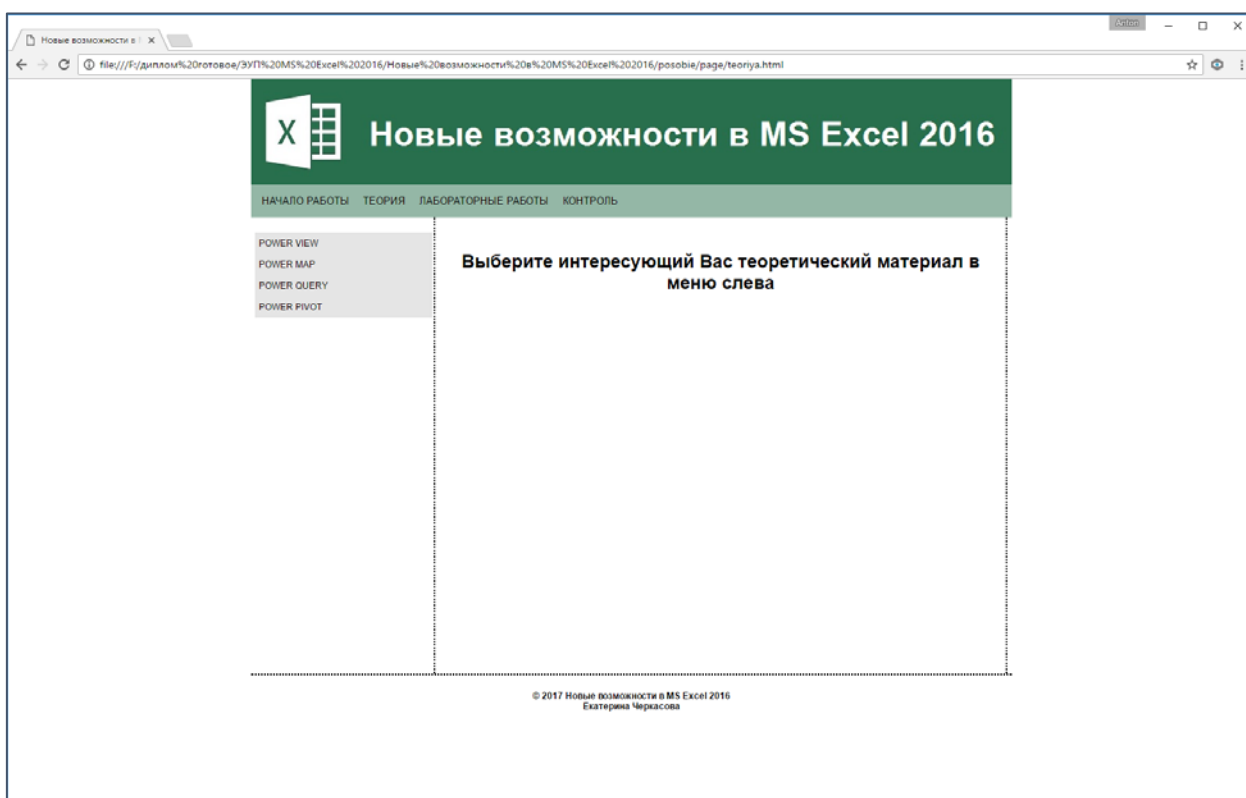 Anton
Новые возможности в
file:///F:/диплом%20готовое/ЭУП%20MS%20Excel%202016/Новые%20возможности%20в%20MS%20Excel%202016/posobie/page/teoriya.html
X
Новые возможности в MS Excel 2016
НАЧАЛО РАБОТЫ ТЕОРИЯ ЛАБОРАТОРНЫЕ РАБОТЫ КОНТРОЛЬ
POWER VIEW
POWER MAP
POWER QUERY
POWER PIVOT
Выберите интересующий Вас теоретический материал в
меню слева
© 2017 Новые возможности в MS Excel 2016
Екатерина Черкасова